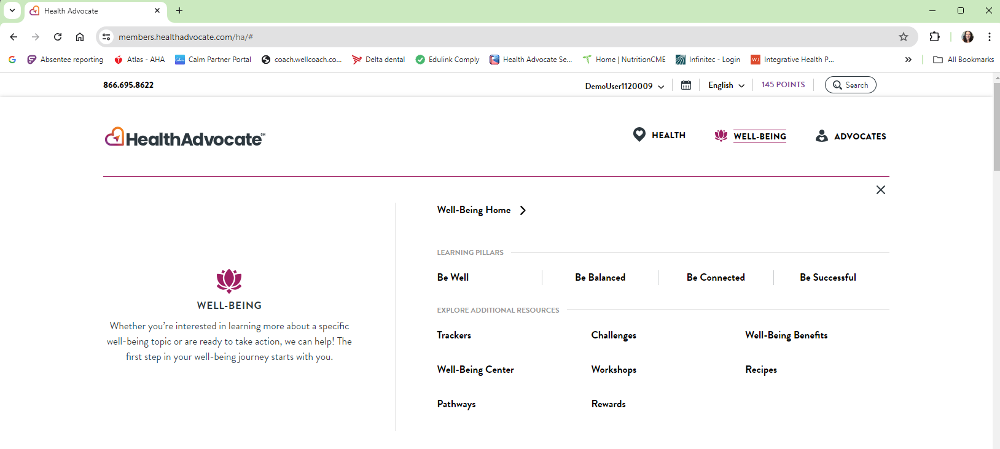 Health Advocate
members.healthadvocate.com/ha/#
Absentee reporting
Atlas - AHA
Calm Partner Portal
coach.wellcoach.co...
Delta dental
Edulink Comply
Health Advocate Se...
Home | NutritionCME
Infinitec - Login
WJ
Integrative Health P...
All Bookmarks
866.695.8622
DemoUser1120009
English
145 POINTS
Search
HealthAdvocate℠
HEALTH
WELL-BEING
ADVOCATES
Well-Being Home
LEARNING PILLARS
Be Well
Be Balanced
Be Connected
Be Successful
WELL-BEING
Whether you’re interested in learning more about a specific
well-being topic or are ready to take action, we can help! The
first step in your well-being journey starts with you.
EXPLORE ADDITIONAL RESOURCES
Trackers
Challenges
Well-Being Benefits
Well-Being Center
Workshops
Recipes
Pathways
Rewards